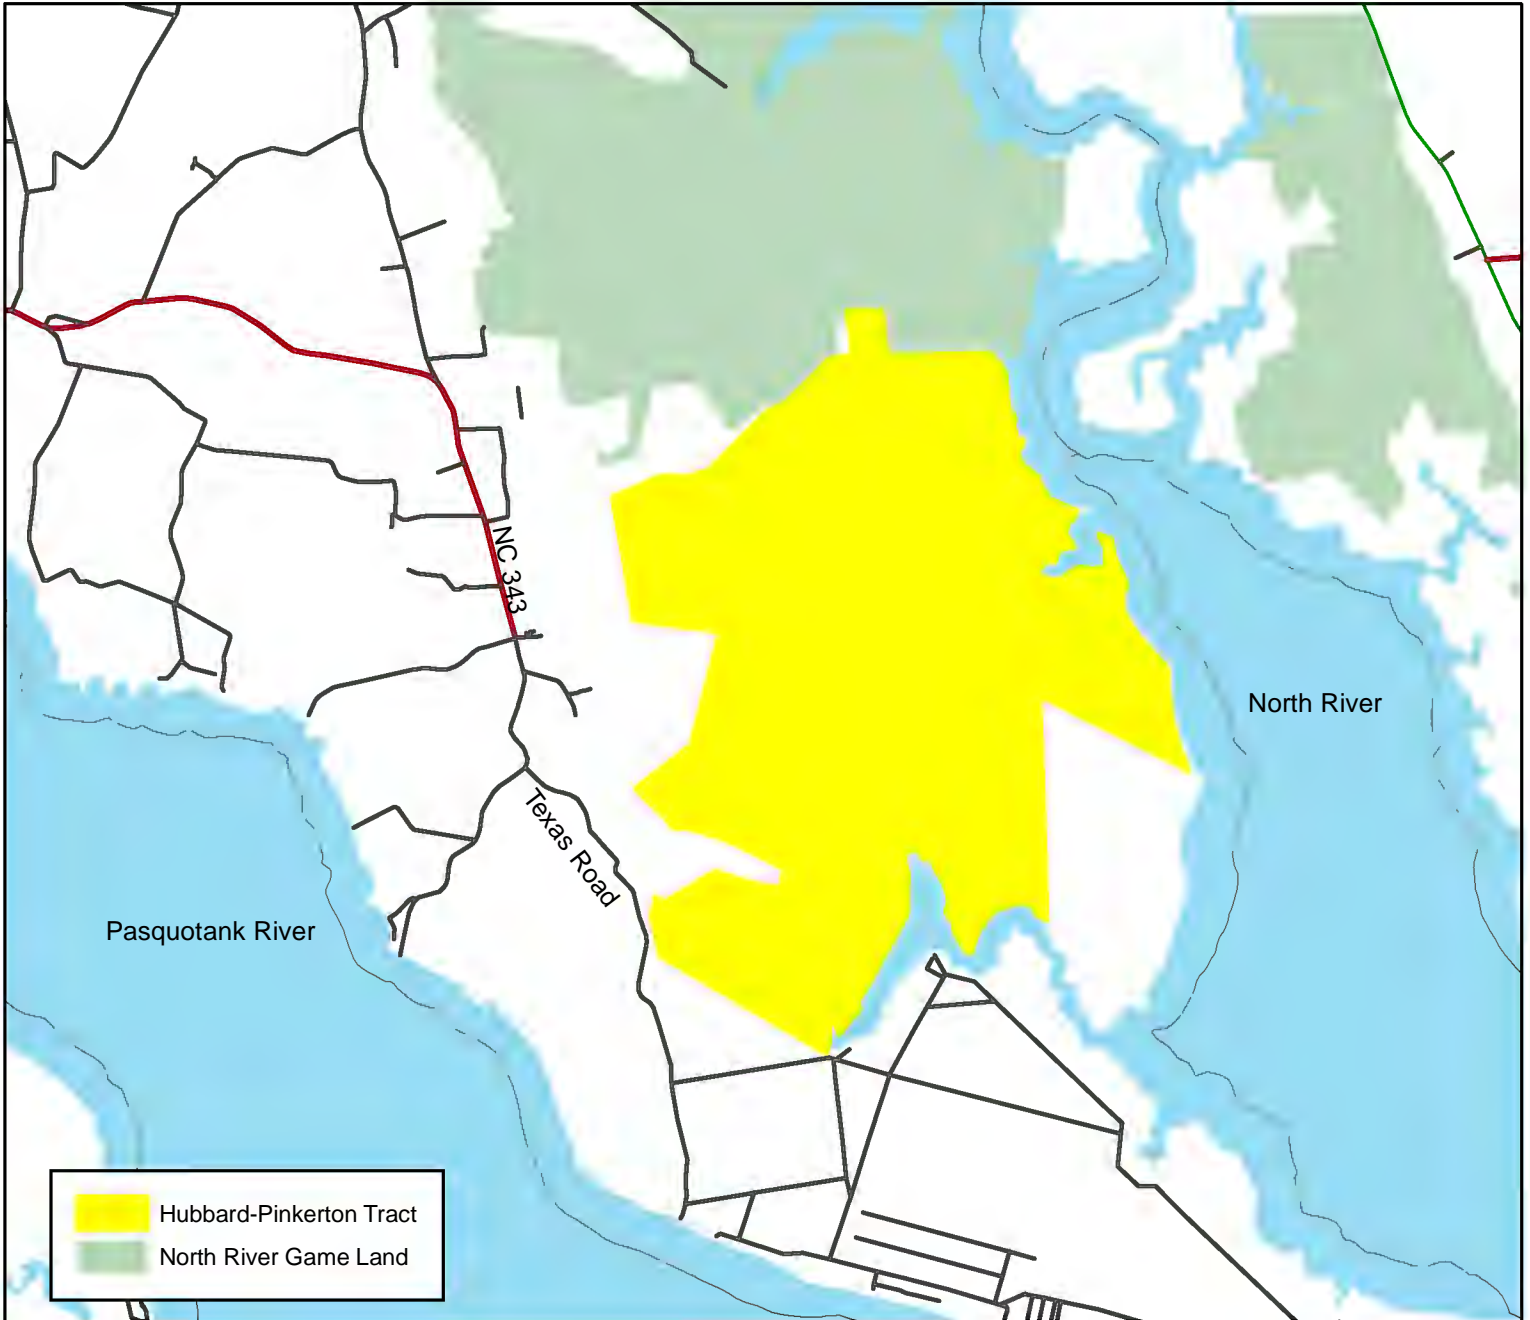 NC 343
North River
Texas Road
Pasquotank River
Hubbard-Pinkerton Tract
North River Game Land